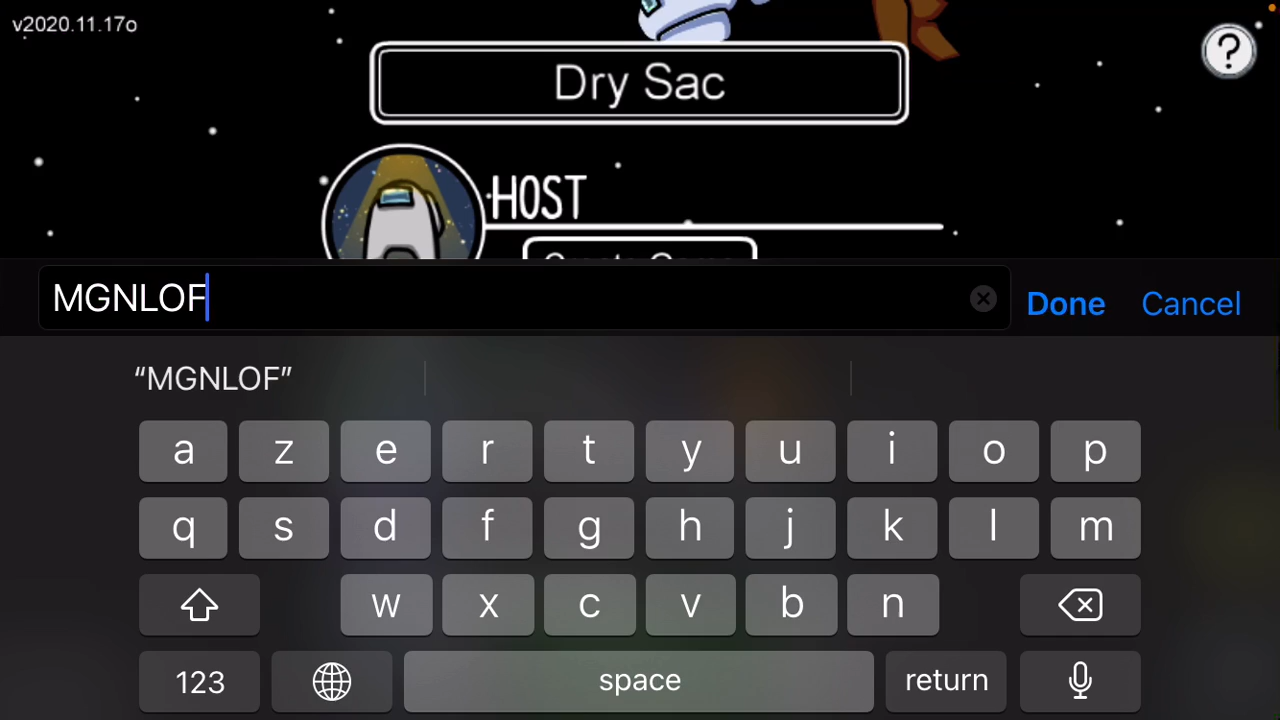 v2020.11.17o
?
Dry Sac
HOST
MGNLOF
Done
Cancel
“MGNLOF”
a z e r t y u i o p
q s d f g h j k l m
w x c v b n
123 space return